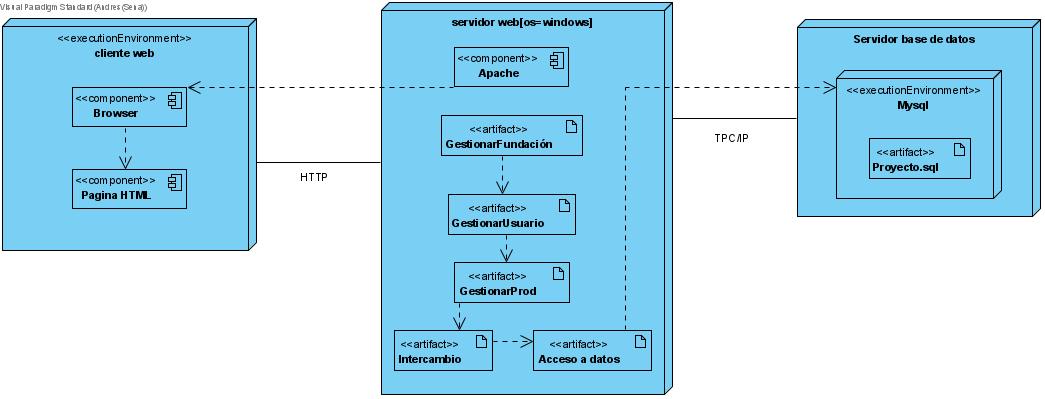 Visual Paradigm Standard (Andres (Sena))
<<executionEnvironment>>
cliente web
<<component>>
Browser
<<component>>
Pagina HTML
HTTP
servidor web[os=windows]
<<component>>
Apache
<<artifact>>
GestionarFundación
<<artifact>>
GestionarUsuario
<<artifact>>
GestionarProd
<<artifact>>
Intercambio
<<artifact>>
Acceso a datos
TPC/IP
Servidor base de datos
<<executionEnvironment>>
Mysql
<<artifact>>
Proyecto.sql